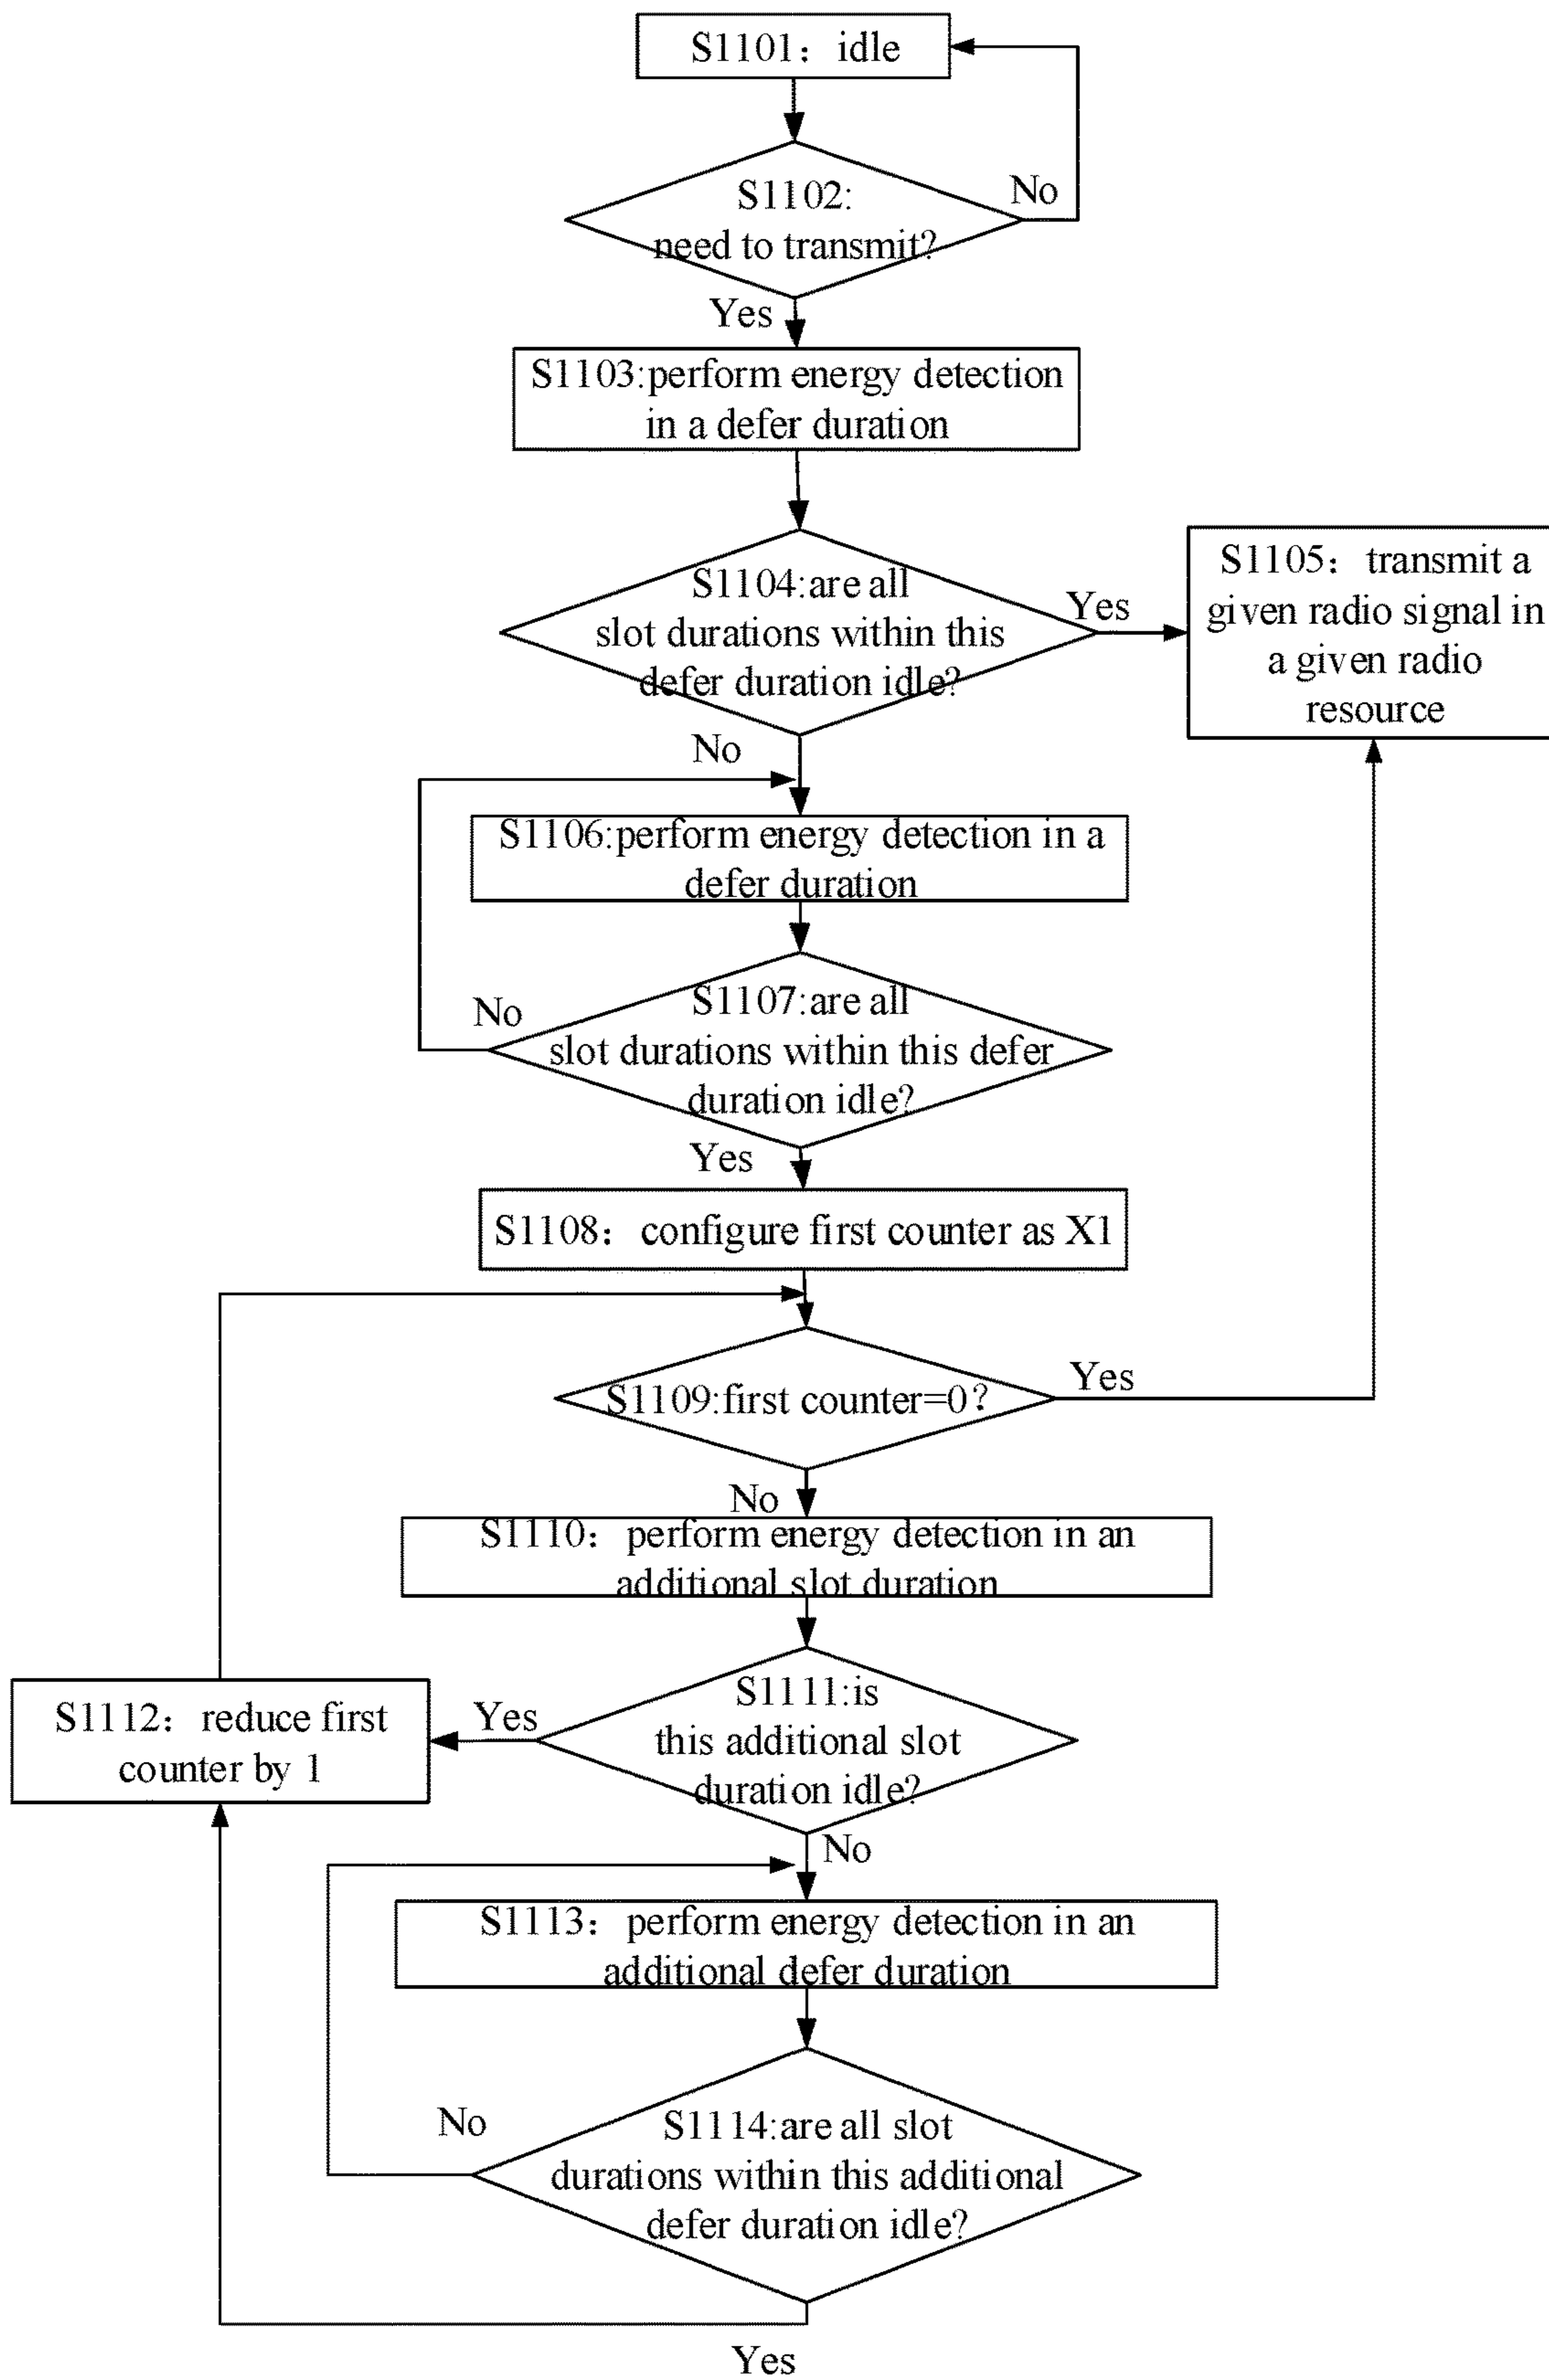 S1101：idle
S1102:
need to transmit?
No
Yes
S1103:perform energy detection
in a defer duration
S1104:are all
slot durations within this
defer duration idle?
Yes
S1105：transmit a
given radio signal in
a given radio
resource
No
S1106:perform energy detection in a
defer duration
S1107:are all
slot durations within this defer
duration idle?
No
Yes
S1108：configure first counter as X1
S1109:first counter=0?
Yes
No
S1110：perform energy detection in an
additional slot duration
S1111:is
this additional slot
duration idle?
Yes
S1112：reduce first
counter by 1
No
S1113：perform energy detection in an
additional defer duration
S1114:are all slot
durations within this additional
defer duration idle?
No
Yes